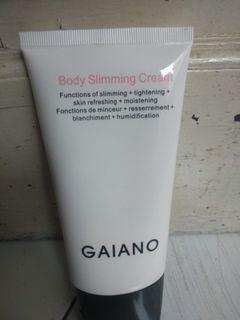 Body Slimming Cream
Functions of slimming + tightening +
skin refreshing + moistening
Fonctions de minceur + resserrement +
blanchiment + humidification
GAIANO